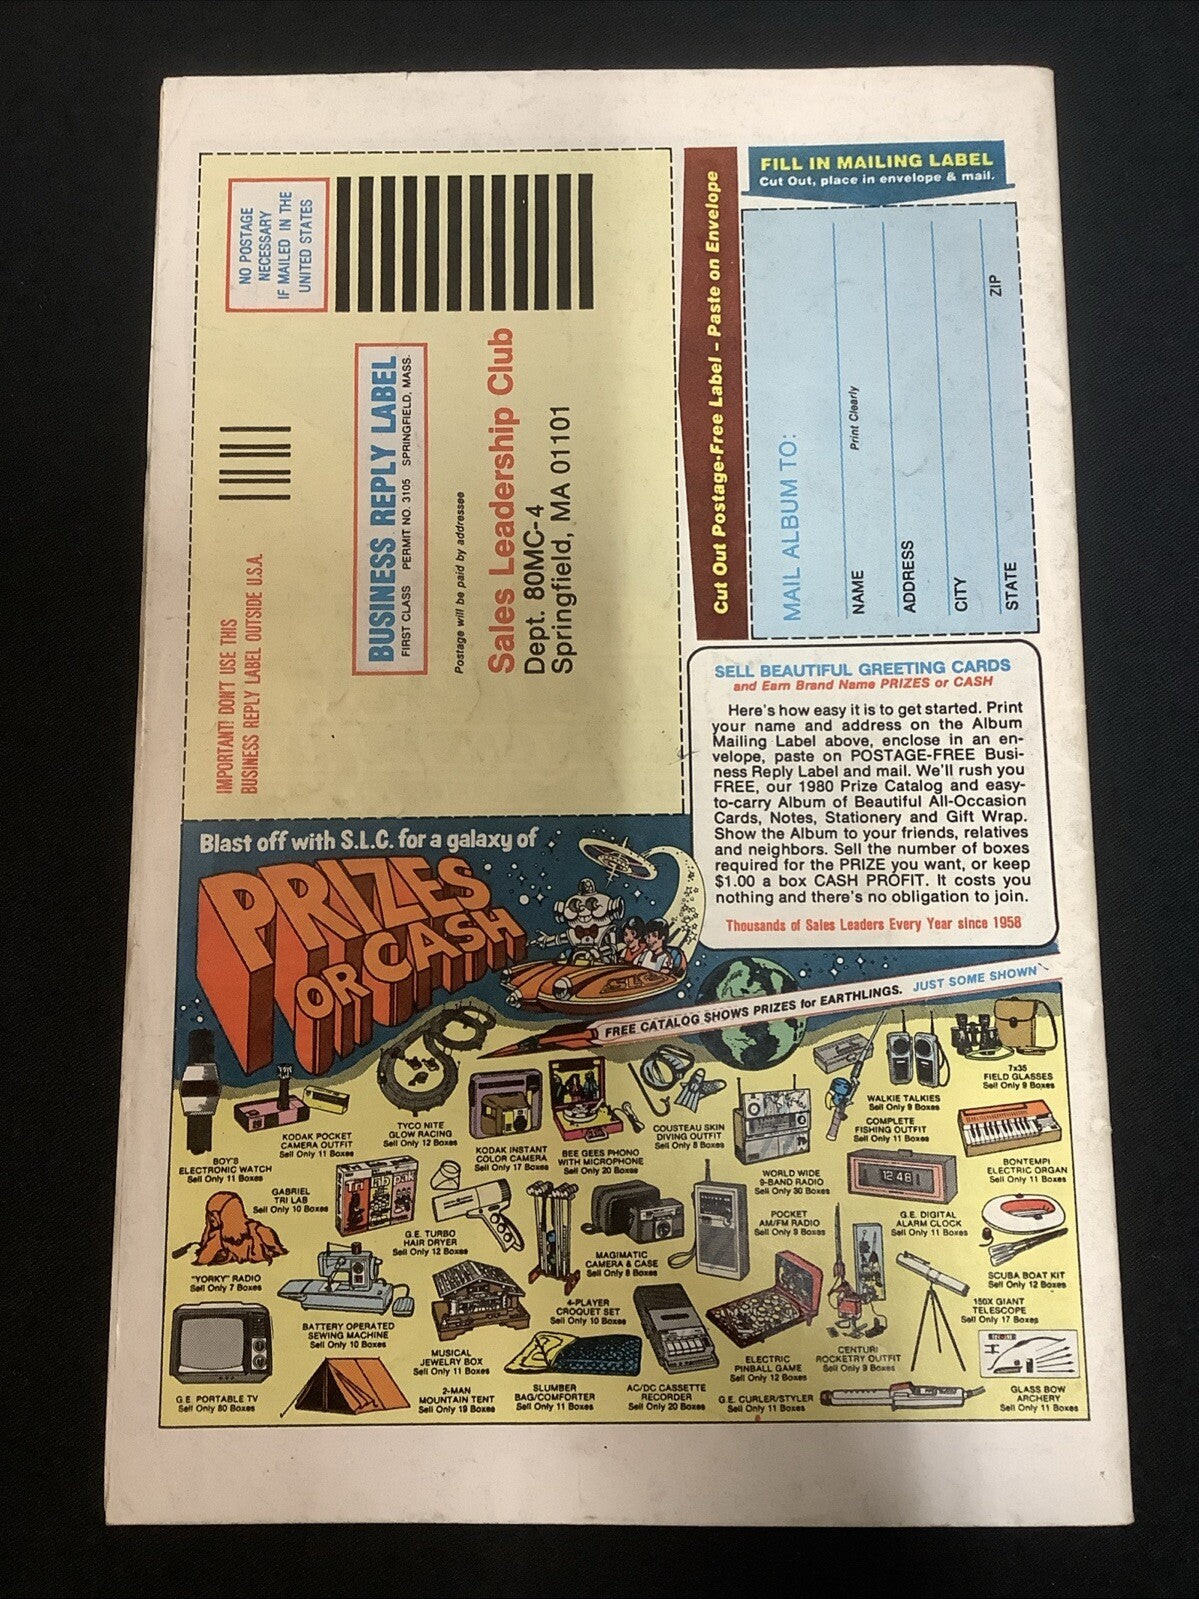 NO POSTAGE
NECESSARY
IF MAILED IN THE
UNITED STATES
IMPORTANT! DON'T USE THIS
BUSINESS REPLY LABEL OUTSIDE U.S.A.
BUSINESS REPLY LABEL
FIRST CLASS PERMIT NO. 3105 SPRINGFIELD, MASS.
Postage will be paid by addressee
Sales Leadership Club
Dept. 80MC-4
Springfield, MA 01101
Cut Out Postage-Free Label – Paste on Envelope
FILL IN MAILING LABEL
Cut Out, place in envelope & mail.
MAIL ALBUM TO:
NAME
Print Clearly
ADDRESS
CITY
STATE
ZIP
SELL BEAUTIFUL GREETING CARDS
and Earn Brand Name PRIZES or CASH
Here's how easy it is to get started. Print
your name and address on the Album
Mailing Label above, enclose in an en-
velope, paste on POSTAGE-FREE Busi-
ness Reply Label and mail. We'll rush you
FREE, our 1980 Prize Catalog and easy-
to-carry Album of Beautiful All-Occasion
Cards, Notes, Stationery and Gift Wrap.
Show the Album to your friends, relatives
and neighbors. Sell the number of boxes
required for the PRIZE you want, or keep
$1.00 a box CASH PROFIT. It costs you
nothing and there's no obligation to join.
Thousands of Sales Leaders Every Year since 1958
Blast off with S.L.C. for a galaxy of
PRIZES
OR CASH
SLC
FREE CATALOG SHOWS PRIZES for EARTHLINGS. JUST SOME SHOWN
BOY'S
ELECTRONIC WATCH
Sell Only 11 Boxes
KODAK POCKET
CAMERA OUTFIT
Sell Only 11 Boxes
TYCO NITE
GLOW RACING
Sell Only 12 Boxes
KODAK INSTANT
COLOR CAMERA
Sell Only 17 Boxes
BEE GEES PHONO
WITH MICROPHONE
Sell Only 20 Boxes
COUSTEAU SKIN
DIVING OUTFIT
Sell Only 8 Boxes
WORLD WIDE
9-BAND RADIO
Sell Only 30 Boxes
COMPLETE
FISHING OUTFIT
Sell Only 11 Boxes
WALKIE TALKIES
Sell Only 9 Boxes
7x35
FIELD GLASSES
Sell Only 9 Boxes
BONTEMPI
ELECTRIC ORGAN
Sell Only 11 Boxes
GABRIEL
TRI LAB
Sell Only 10 Boxes
Tri lab pak
G.E. TURBO
HAIR DRYER
Sell Only 12 Boxes
MAGIMATIC
CAMERA & CASE
Sell Only 8 Boxes
POCKET
AM/FM RADIO
Sell Only 9 Boxes
12:48
G.E. DIGITAL
ALARM CLOCK
Sell Only 11 Boxes
SCUBA BOAT KIT
Sell Only 12 Boxes
"YORKY" RADIO
Sell Only 7 Boxes
BATTERY OPERATED
SEWING MACHINE
Sell Only 10 Boxes
MUSICAL
JEWELRY BOX
Sell Only 11 Boxes
4-PLAYER
CROQUET SET
Sell Only 10 Boxes
ELECTRIC
PINBALL GAME
Sell Only 12 Boxes
CENTURI
ROCKETRY OUTFIT
Sell Only 9 Boxes
150X GIANT
TELESCOPE
Sell Only 17 Boxes
G.E. PORTABLE TV
Sell Only 80 Boxes
2-MAN
MOUNTAIN TENT
Sell Only 19 Boxes
SLUMBER
BAG/COMFORTER
Sell Only 11 Boxes
AC/DC CASSETTE
RECORDER
Sell Only 20 Boxes
G.E. CURLER/STYLER
Sell Only 11 Boxes
GLASS BOW
ARCHERY
Sell Only 11 Boxes